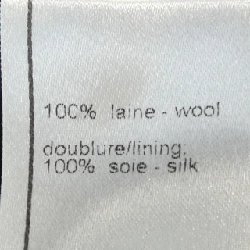 100% laine - wool
doublure/lining:
100% soie - silk